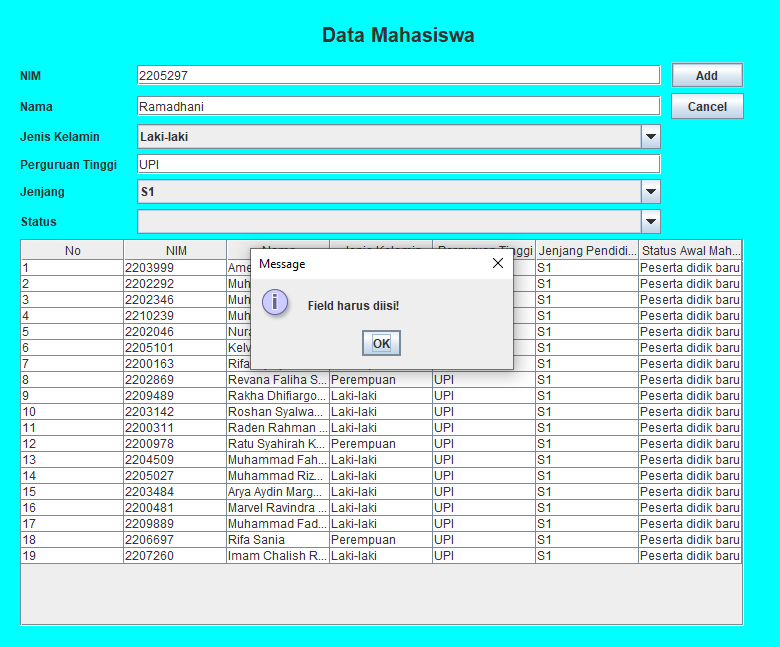 Data Mahasiswa
NIM 2205297 Add
Nama Ramadhani Cancel
Jenis Kelamin Laki-laki
Perguruan Tinggi UPI
Jenjang S1
Status
No NIM Jenjang Pendidi... Status Awal Mah...
Message
Field harus diisi!
OK
1 2203999 Ame S1 Peserta didik baru
2 2202292 Muh S1 Peserta didik baru
3 2202346 Muh S1 Peserta didik baru
4 2210239 Muh S1 Peserta didik baru
5 2202046 Nura S1 Peserta didik baru
6 2205101 Kelv S1 Peserta didik baru
7 2200163 Rifa S1 Peserta didik baru
8 2202869 Revana Faliha S... Perempuan UPI S1 Peserta didik baru
9 2209489 Rakha Dhifiargo... Laki-laki UPI S1 Peserta didik baru
10 2203142 Roshan Syalwa... Laki-laki UPI S1 Peserta didik baru
11 2200311 Raden Rahman ... Laki-laki UPI S1 Peserta didik baru
12 2200978 Ratu Syahirah K... Perempuan UPI S1 Peserta didik baru
13 2204509 Muhammad Fah... Laki-laki UPI S1 Peserta didik baru
14 2205027 Muhammad Riz... Laki-laki UPI S1 Peserta didik baru
15 2203484 Arya Aydin Marg... Laki-laki UPI S1 Peserta didik baru
16 2200481 Marvel Ravindra ... Laki-laki UPI S1 Peserta didik baru
17 2209889 Muhammad Fad... Laki-laki UPI S1 Peserta didik baru
18 2206697 Rifa Sania Perempuan UPI S1 Peserta didik baru
19 2207260 Imam Chalish R... Laki-laki UPI S1 Peserta didik baru